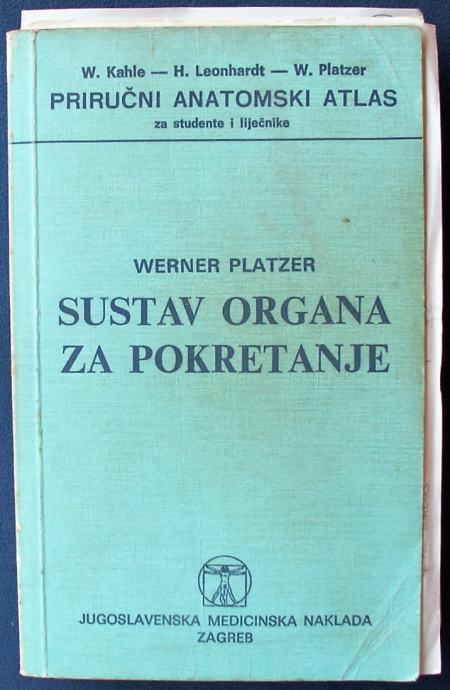 W. Kahle — H. Leonhardt — W. Platzer
PRIRUČNI ANATOMSKI ATLAS
za studente i liječnike
WERNER PLATZER
SUSTAV ORGANA
ZA POKRETANJE
JUGOSLAVENSKA MEDICINSKA NAKLADA
ZAGREB